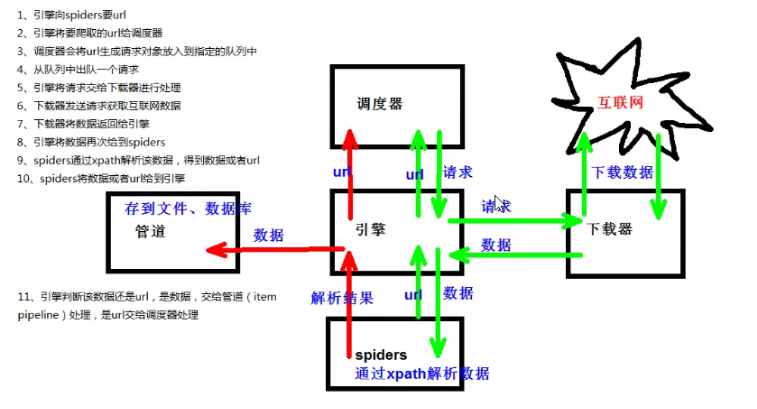 1、引擎向spiders要url
2、引擎将要爬取的url给调度器
3、调度器会将url生成请求对象放入到指定的队列中
4、从队列中出队一个请求
5、引擎将请求交给下载器进行处理
6、下载器发送请求获取互联网数据
7、下载器将数据返回给引擎
8、引擎将数据再次给到spiders
9、spiders通过xpath解析该数据，得到数据或者url
10、spiders将数据或者url给到引擎
调度器
互联网
url
url
请求
下载数据
存到文件、数据库
管道
数据
引擎
请求
数据
下载器
11、引擎判断该数据还是url，是数据，交给管道（item
pipeline）处理，是url交给调度器处理
解析结果
url
数据
spiders
通过xpath解析数据